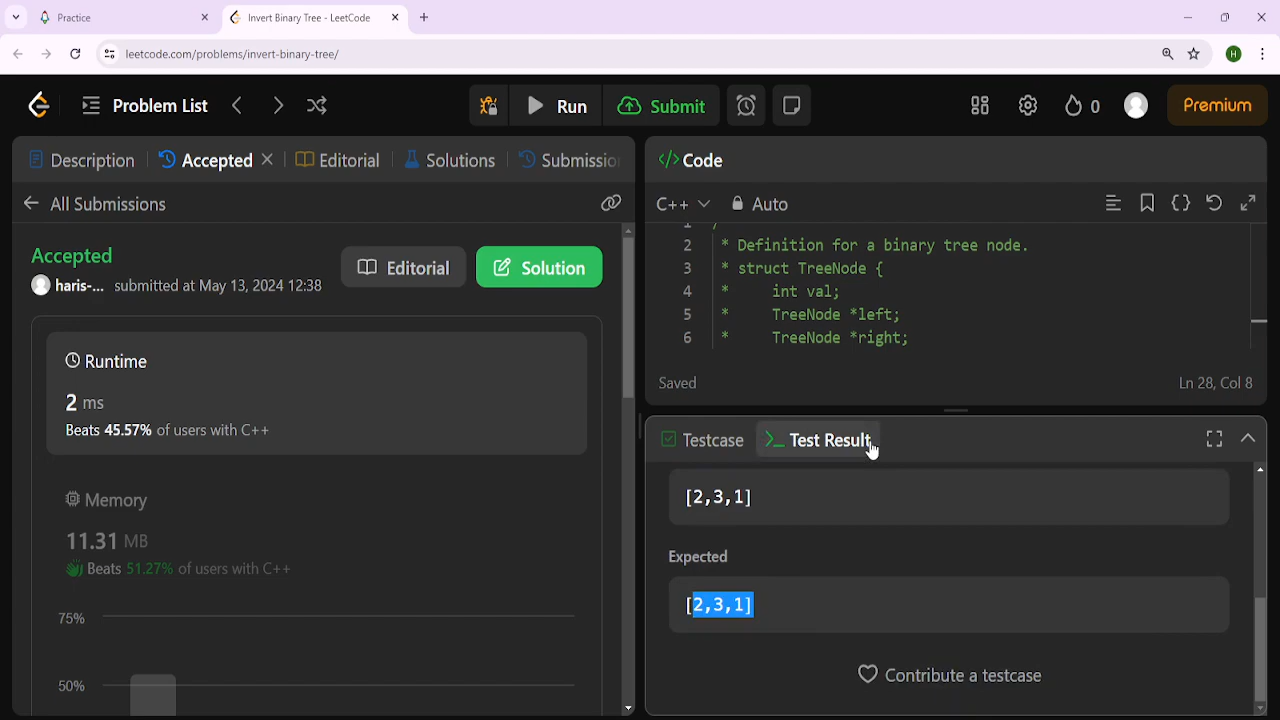 Practice
Invert Binary Tree - LeetCode
leetcode.com/problems/invert-binary-tree/
H
Problem List
Run
Submit
0
Premium
Description
Accepted
Editorial
Solutions
Submissio
</> Code
All Submissions
C++
Auto
Accepted
haris-... submitted at May 13, 2024 12:38
Editorial
Solution
1 /
2 * Definition for a binary tree node.
3 * struct TreeNode {
4 * int val;
5 * TreeNode *left;
6 * TreeNode *right;
Saved
Ln 28, Col 8
Runtime
2 ms
Beats 45.57% of users with C++
Memory
11.31 MB
Beats 51.27% of users with C++
75%
50%
Testcase
Test Result
[2,3,1]
Expected
[2,3,1]
Contribute a testcase